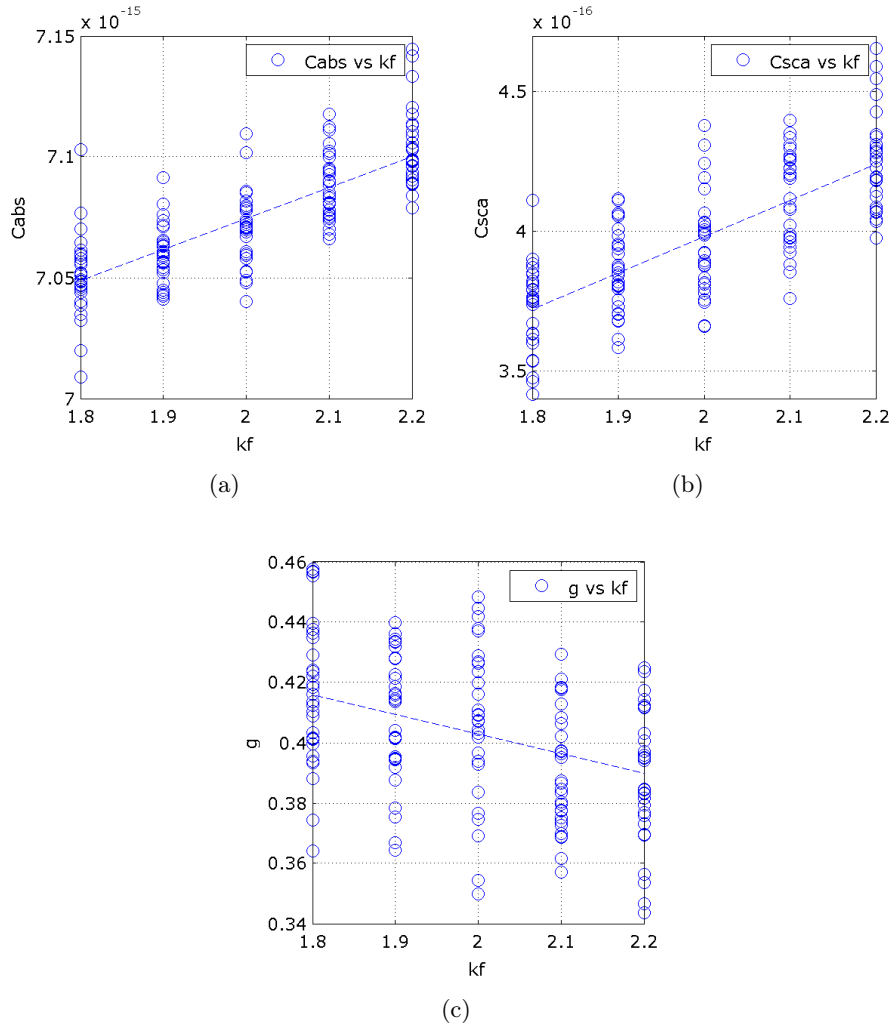 x 10^-15
7.15
7.1
7.05
7
Cabs
Cabs vs kf
1.8 1.9 2 2.1 2.2
kf
(a)
x 10^-16
4.5
4
3.5
Csca
Csca vs kf
1.8 1.9 2 2.1 2.2
kf
(b)
0.46
0.44
0.42
0.4
0.38
0.36
0.34
g
g vs kf
1.8 1.9 2 2.1 2.2
kf
(c)